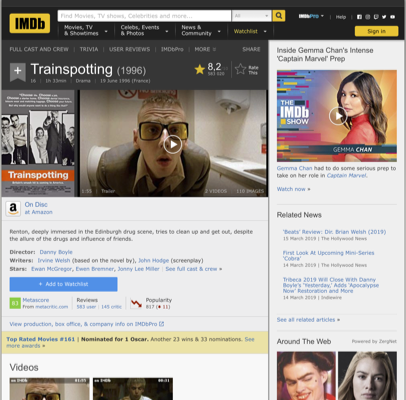 IMDb
Find Movies, TV shows, Celebrities and more...
All
IMDbPro
Help
Movies, TV & Showtimes
Celebs, Events & Photos
News & Community
Watchlist
Sign in
FULL CAST AND CREW | TRIVIA | USER REVIEWS | IMDbPro | MORE
SHARE
Trainspotting (1996)
16 | 1h 33min | Drama | 19 June 1996 (France)
8,2
Rate This
Trainspotting
1:30 | Trailer
2 VIDEOS | 110 IMAGES
On Disc
at Amazon
Renton, deeply immersed in the Edinburgh drug scene, tries to clean up and get out, despite
the allure of the drugs and influence of friends.
Director: Danny Boyle
Writers: Irvine Welsh (based on the novel by), John Hodge (screenplay)
Stars: Ewan McGregor, Ewen Bremner, Jonny Lee Miller | See full cast & crew »
+ Add to Watchlist
83
Metascore
From metacritic.com
Reviews
583 user | 145 critic
Popularity
817
View production, box office, & company info on IMDbPro
Top Rated Movies #161 | Nominated for 1 Oscar. Another 23 wins & 33 nominations. See
more awards »
Videos
Inside Gemma Chan's Intense
'Captain Marvel' Prep
THE
IMDb
SHOW
GEMMA CHAN
Gemma Chan had to do some serious prep to
take on her role in Captain Marvel.
Watch now »
Related News
'Beats' Review: Dir. Brian Welsh (2019)
15 March 2019 | The Hollywood News
First Look At Upcoming Mini-Series
'Cobra'
15 March 2019 | The Hollywood News
Tribeca 2019 Will Close With Danny
Boyle's 'Yesterday,' Adds 'Apocalypse
Now' Restoration and More
14 March 2019 | Indiewire
See all related articles »
Around The Web
Powered by ZergNet